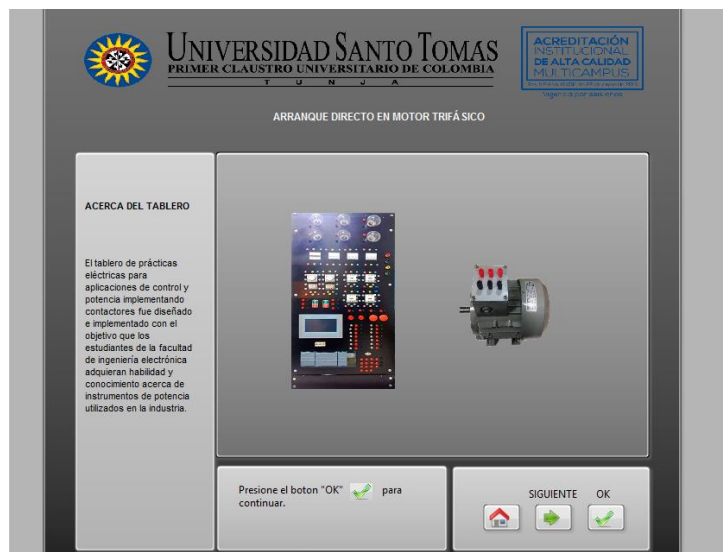 UNIVERSIDAD SANTO TOMAS
PRIMER CLAUSTRO UNIVERSITARIO DE COLOMBIA
T U N J A
ACREDITACIÓN
INSTITUCIONAL
DE ALTA CALIDAD
MULTICAMPUS
ARRANQUE DIRECTO EN MOTOR TRIFÁSICO
ACERCA DEL TABLERO
El tablero de prácticas
eléctricas para
aplicaciones de control y
potencia implementando
contactores fue diseñado
e implementado con el
objetivo que los
estudiantes de la facultad
de ingeniería electrónica
adquieran habilidad y
conocimiento acerca de
instrumentos de potencia
utilizados en la industria.
Presione el boton "OK" para
continuar.
SIGUIENTE OK